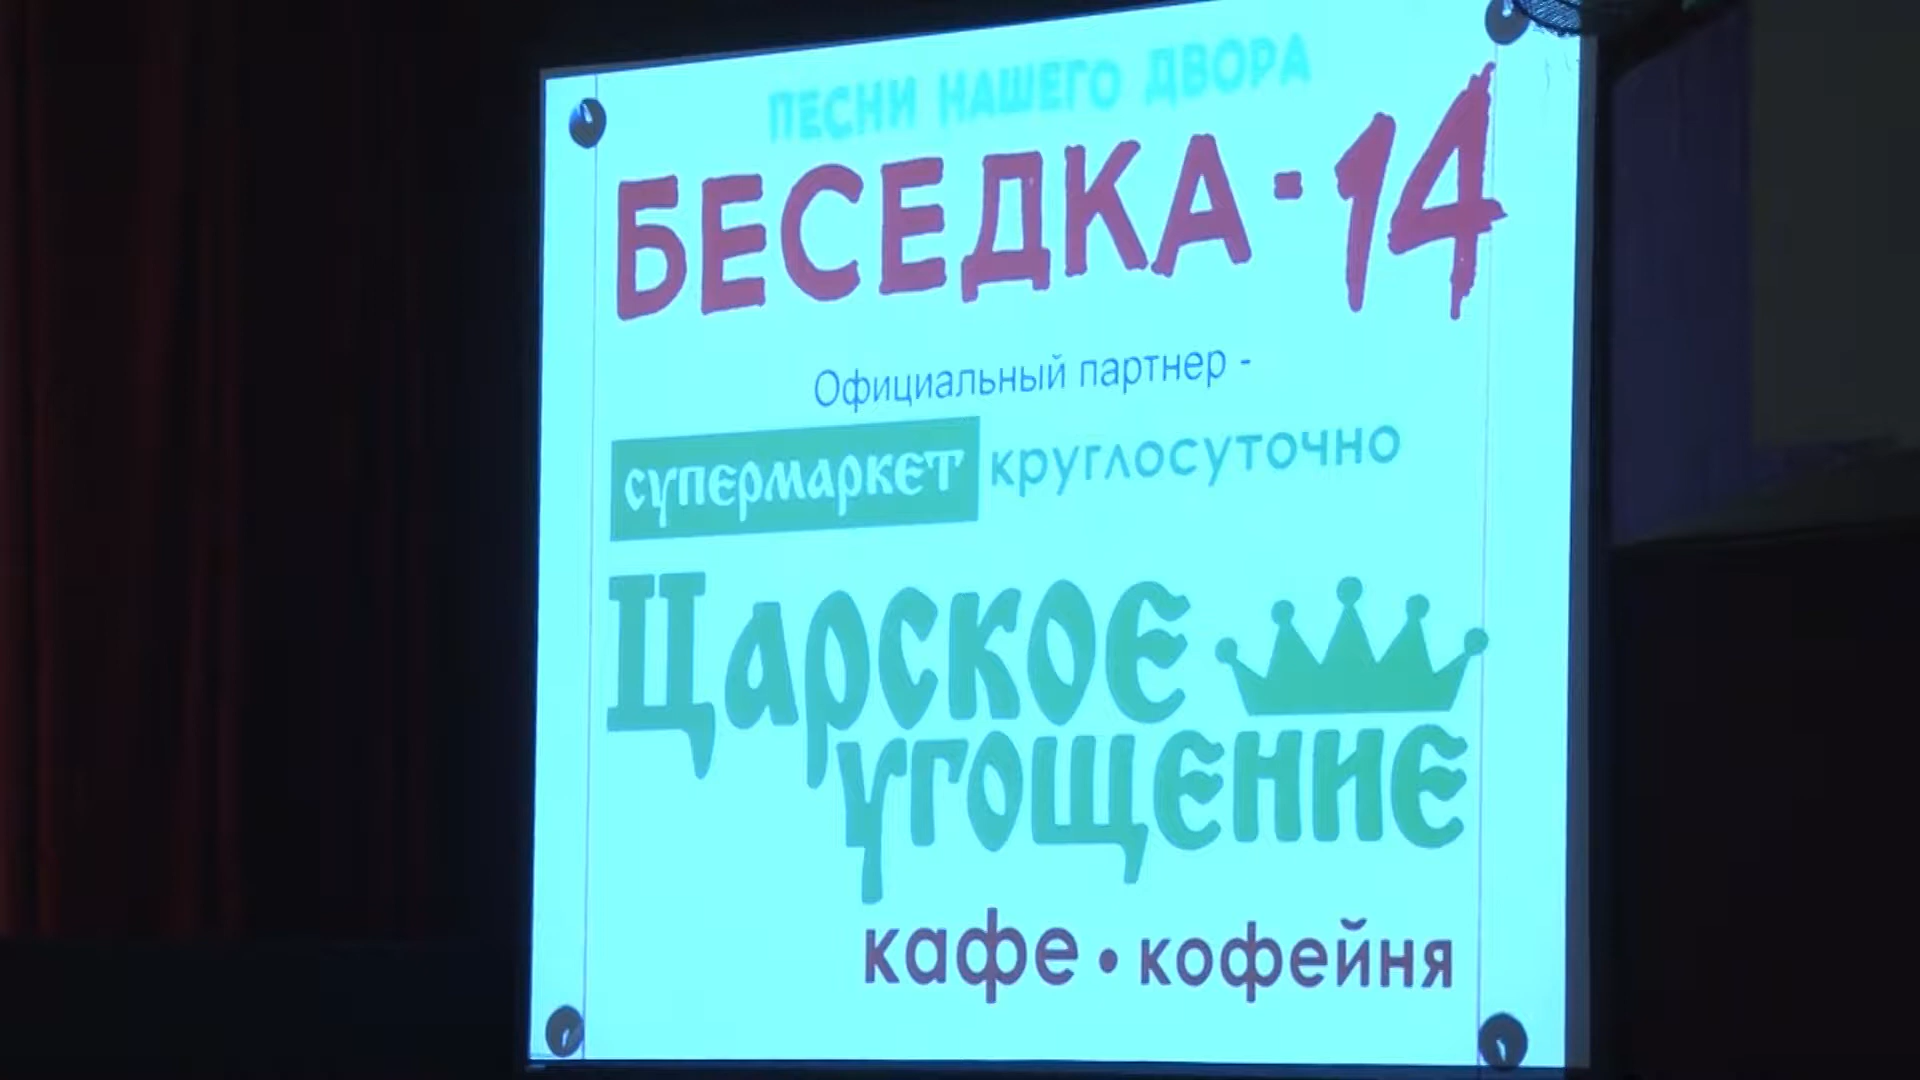 ПЕСНИ НАШЕГО ДВОРА
БЕСЕДКА - 14
Официальный партнер -
супермаркет круглосуточно
Царское
угощение
кафе • кофейня